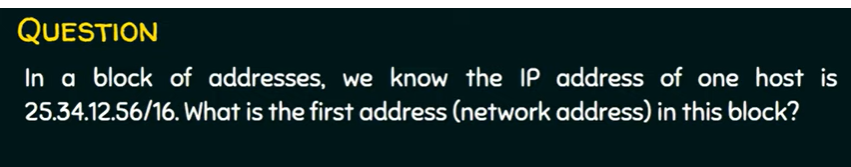 QUESTION
In a block of addresses, we know the IP address of one host is
25.34.12.56/16. What is the first address (network address) in this block?